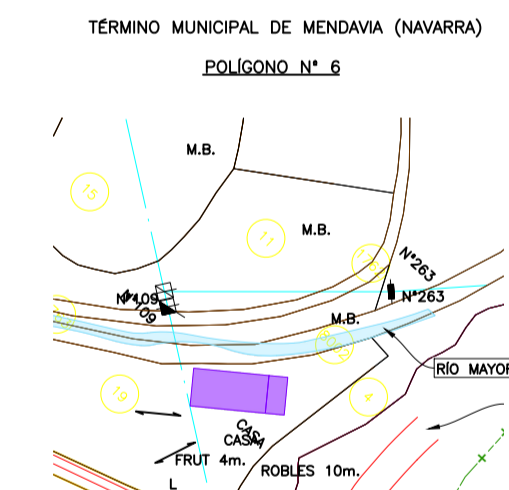 TÉRMINO MUNICIPAL DE MENDAVIA (NAVARRA)
POLÍGONO Nº 6
M.B.
15
M.B.
11
Nº263
Nº109
Nº109
Nº263
M.B.
RÍO MAYOR
19
4
CASA
CASA
FRUT 4m.
ROBLES 10m.
L